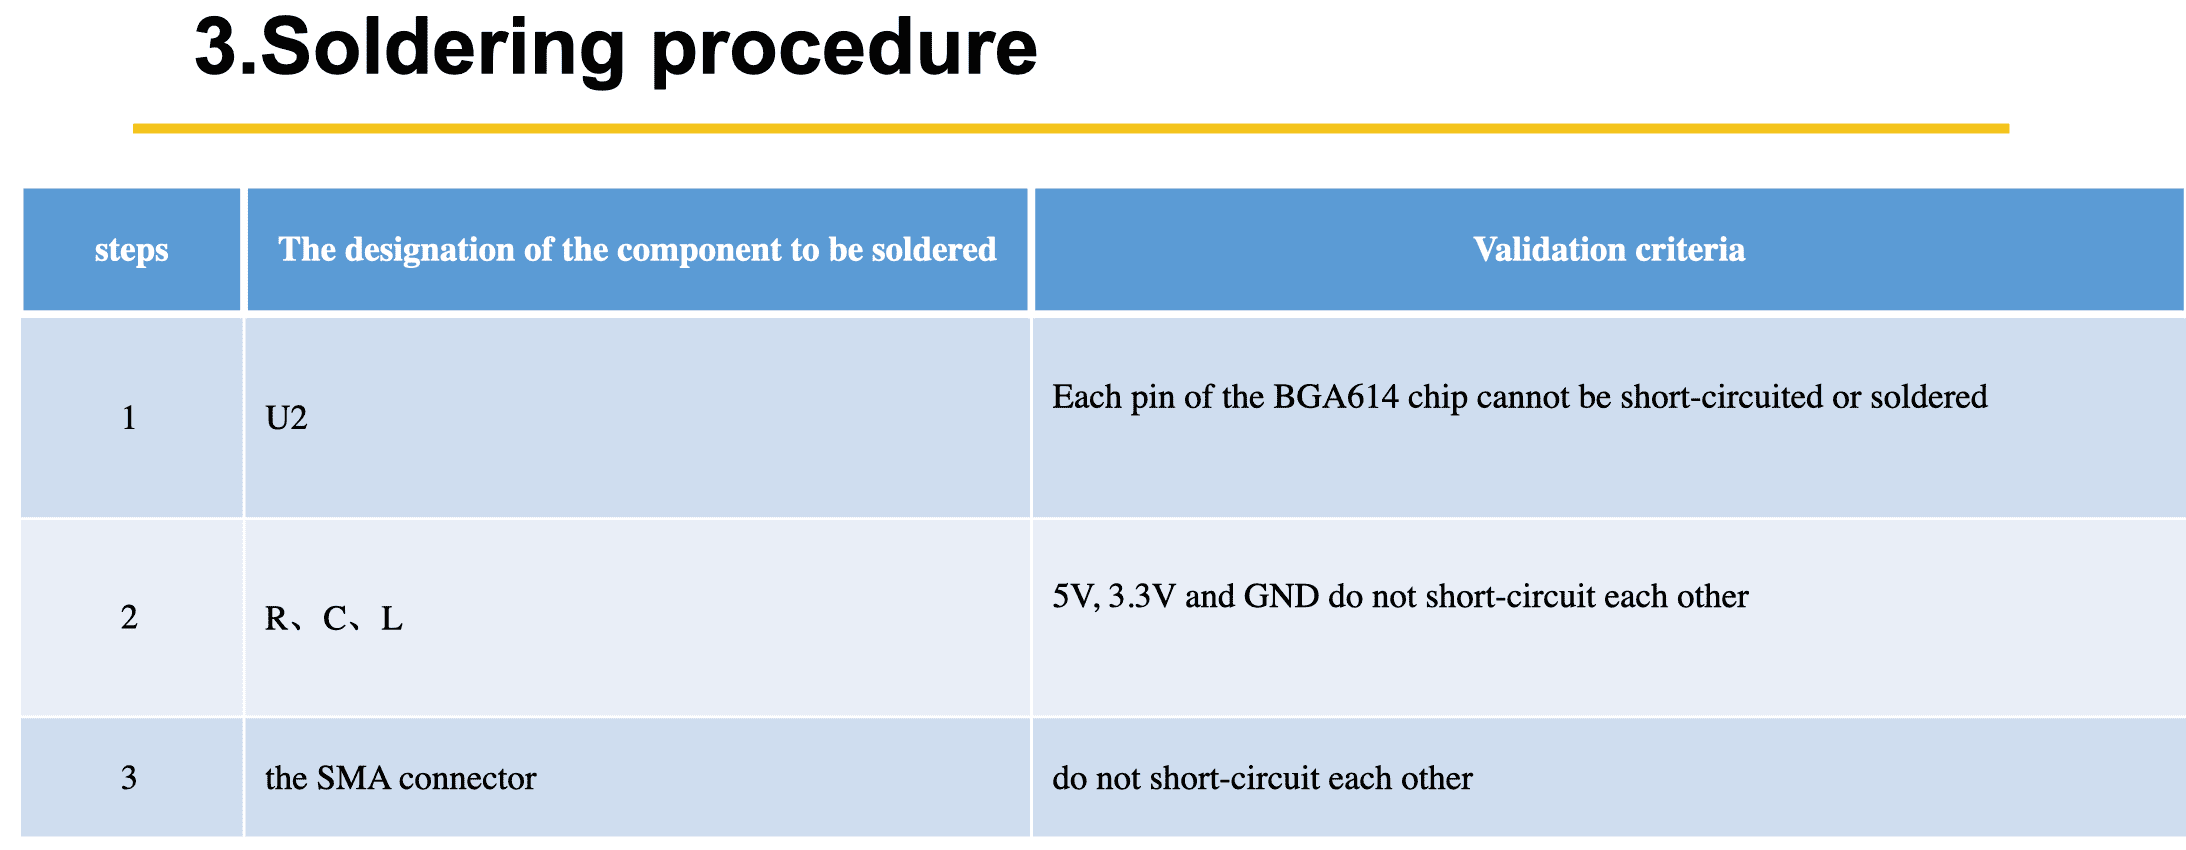 3.Soldering procedure
steps
The designation of the component to be soldered
Validation criteria
1
U2
Each pin of the BGA614 chip cannot be short-circuited or soldered
2
R、C、L
5V, 3.3V and GND do not short-circuit each other
3
the SMA connector
do not short-circuit each other